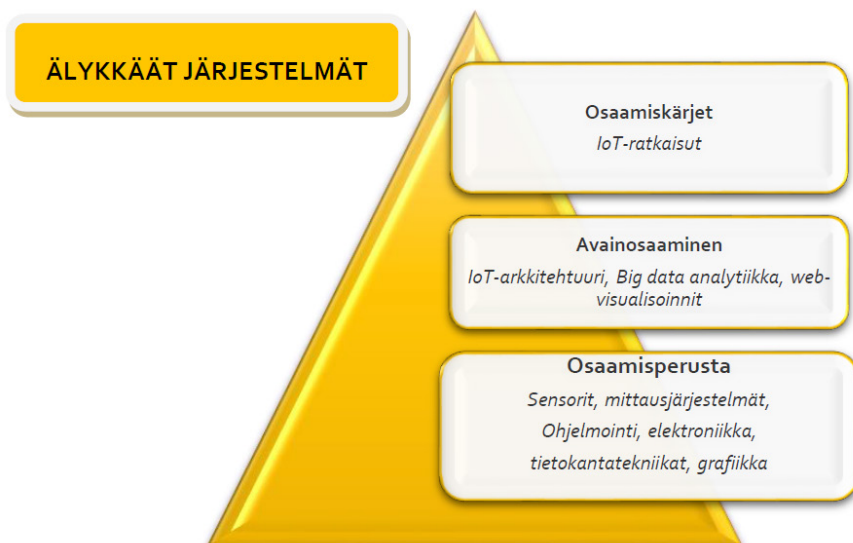 ÄLYKKÄÄT JÄRJESTELMÄT
Osaamiskärjet
IoT-ratkaisut
Avainosaaminen
IoT-arkkitehtuuri, Big data analytiikka, web-
visualisoinnit
Osaamisperusta
Sensorit, mittausjärjestelmät,
Ohjelmointi, elektroniikka,
tietokantatekniikat, grafiikka